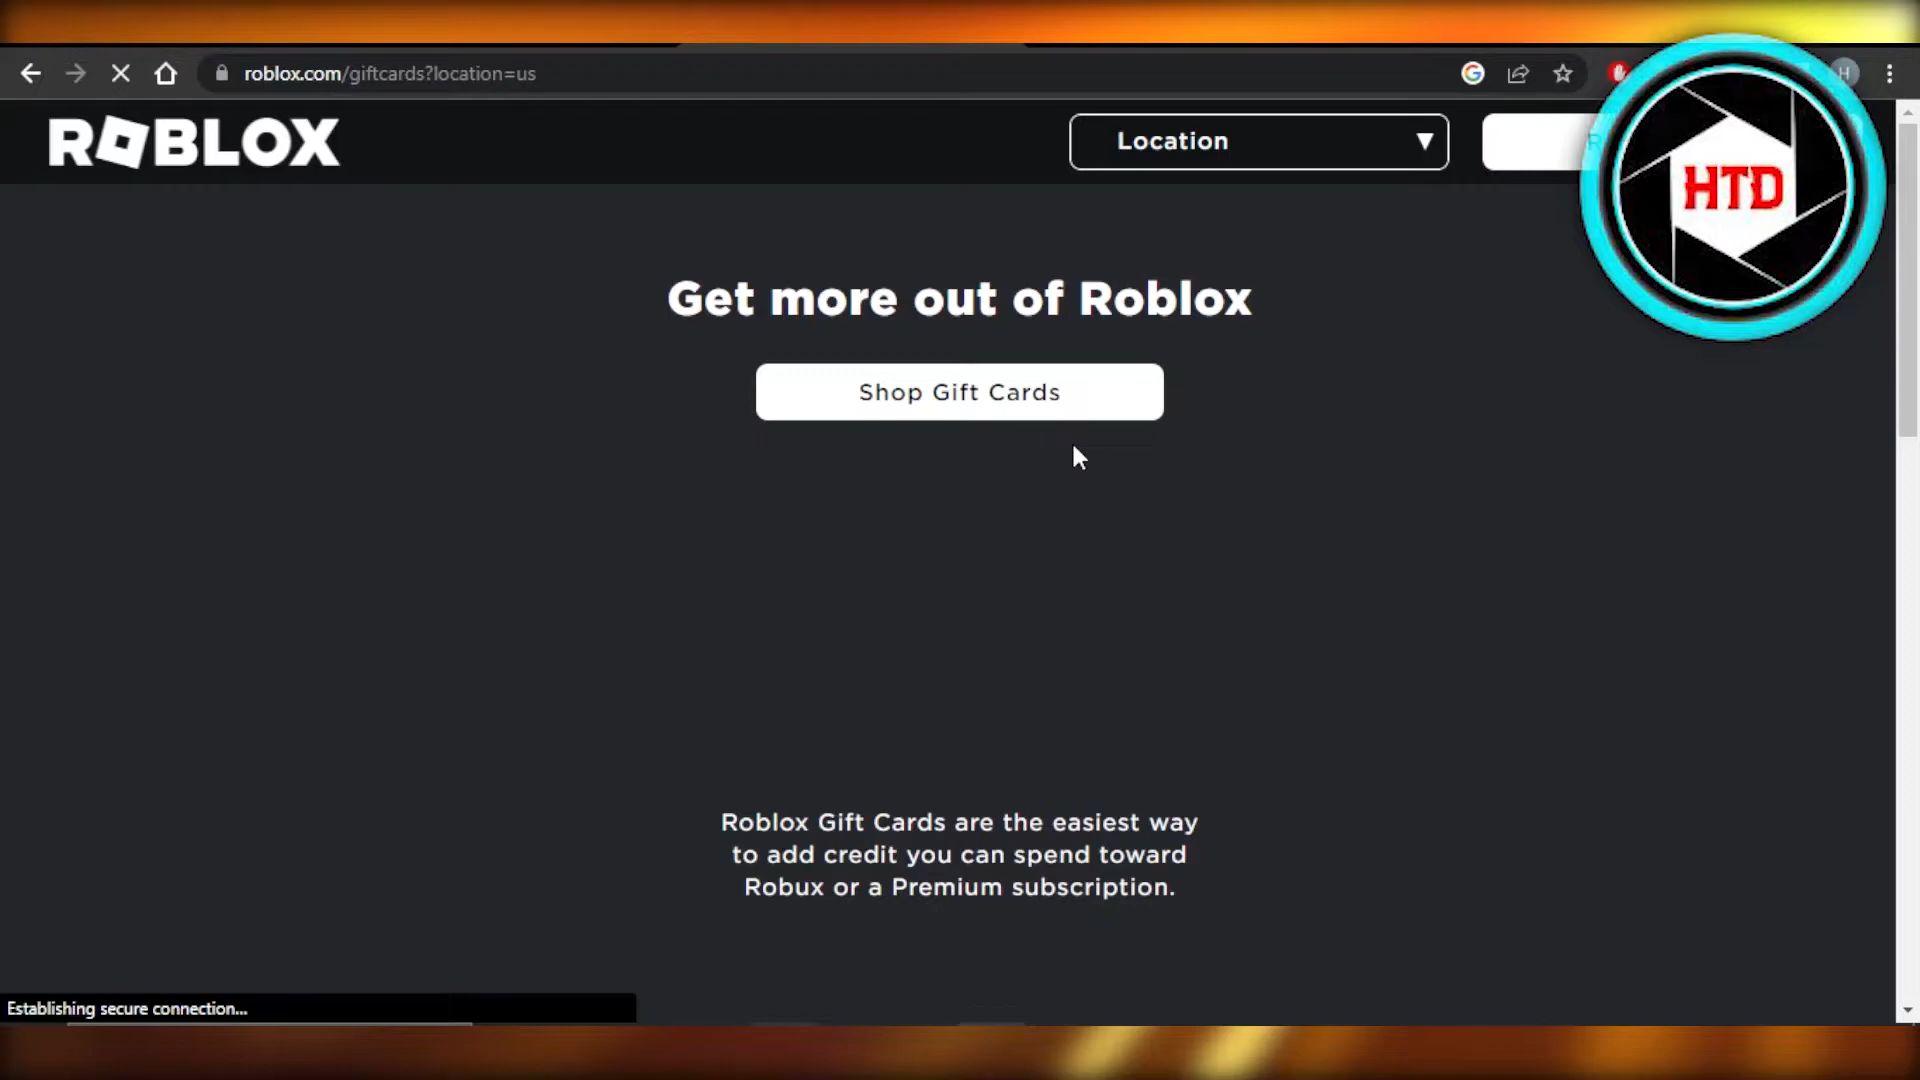 roblox.com/giftcards?location=us
H
ROBLOX
Location
HTD
Get more out of Roblox
Shop Gift Cards
Roblox Gift Cards are the easiest way
to add credit you can spend toward
Robux or a Premium subscription.
Establishing secure connection...